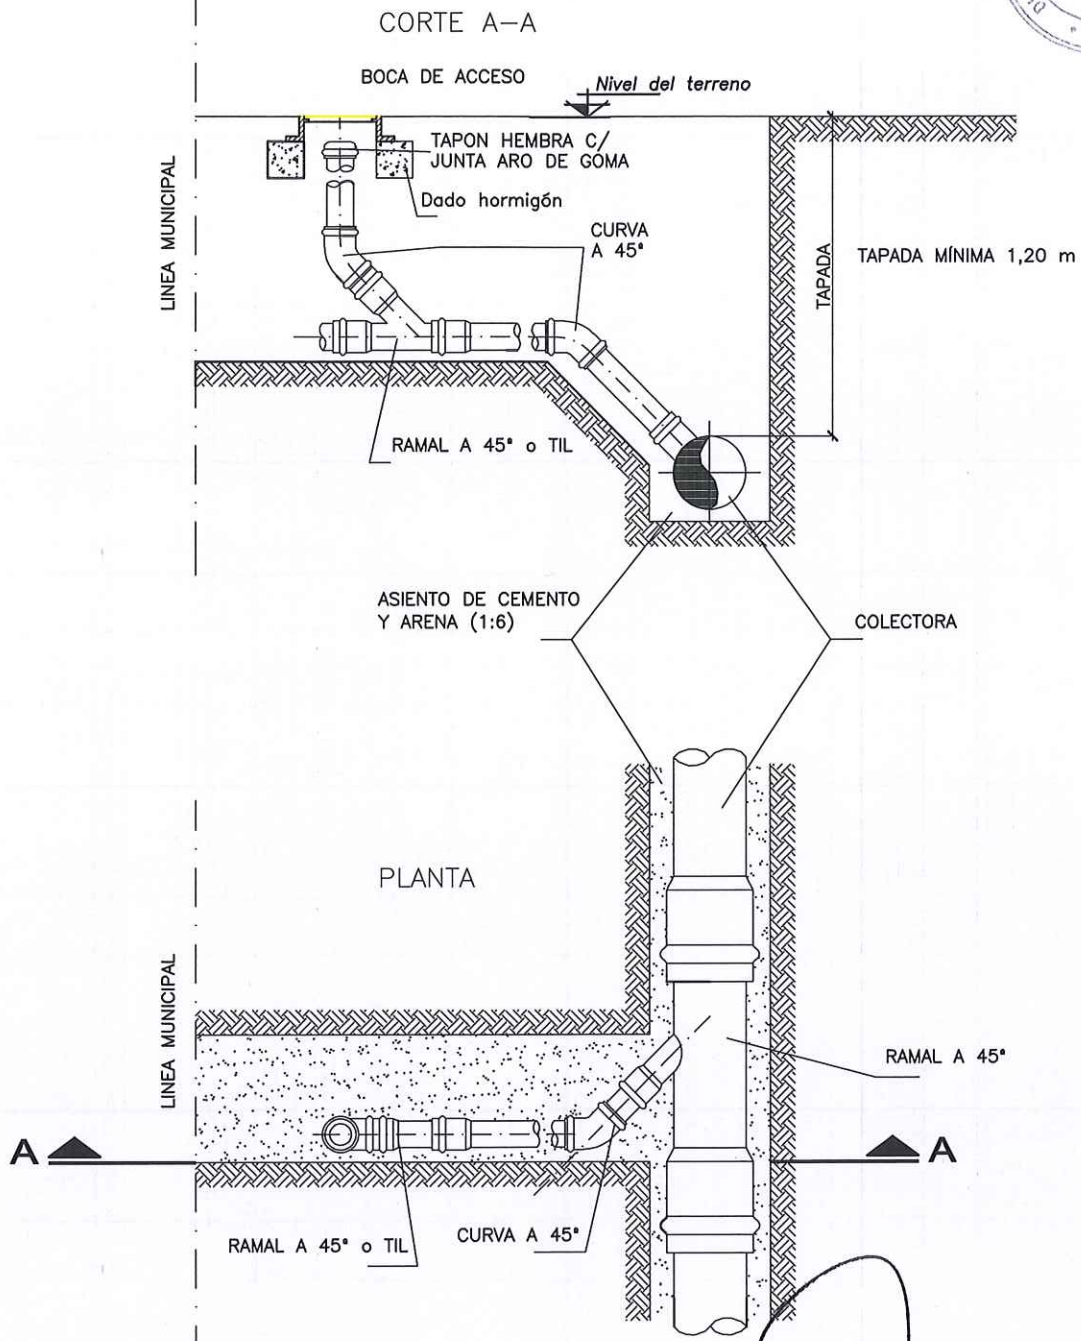 CORTE A-A
BOCA DE ACCESO
Nivel del terreno
TAPON HEMBRA C/
JUNTA ARO DE GOMA
Dado hormigón
CURVA
A 45°
LINEA MUNICIPAL
TAPADA
TAPADA MÍNIMA 1,20 m
RAMAL A 45° o TIL
ASIENTO DE CEMENTO
Y ARENA (1:6)
COLECTORA
PLANTA
LINEA MUNICIPAL
RAMAL A 45°
A
A
RAMAL A 45° o TIL
CURVA A 45°